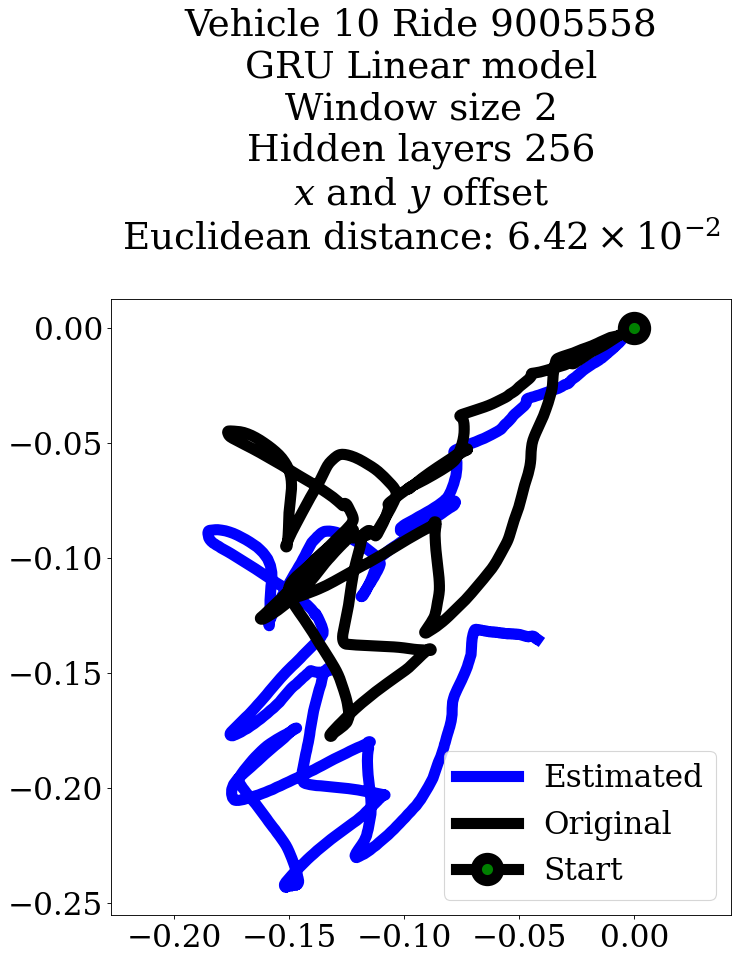 Vehicle 10 Ride 9005558
GRU Linear model
Window size 2
Hidden layers 256
x and y offset
Euclidean distance: 6.42 × 10⁻²
0.00
−0.05
−0.10
−0.15
−0.20
−0.25
Estimated
Original
Start
−0.20 −0.15 −0.10 −0.05 0.00